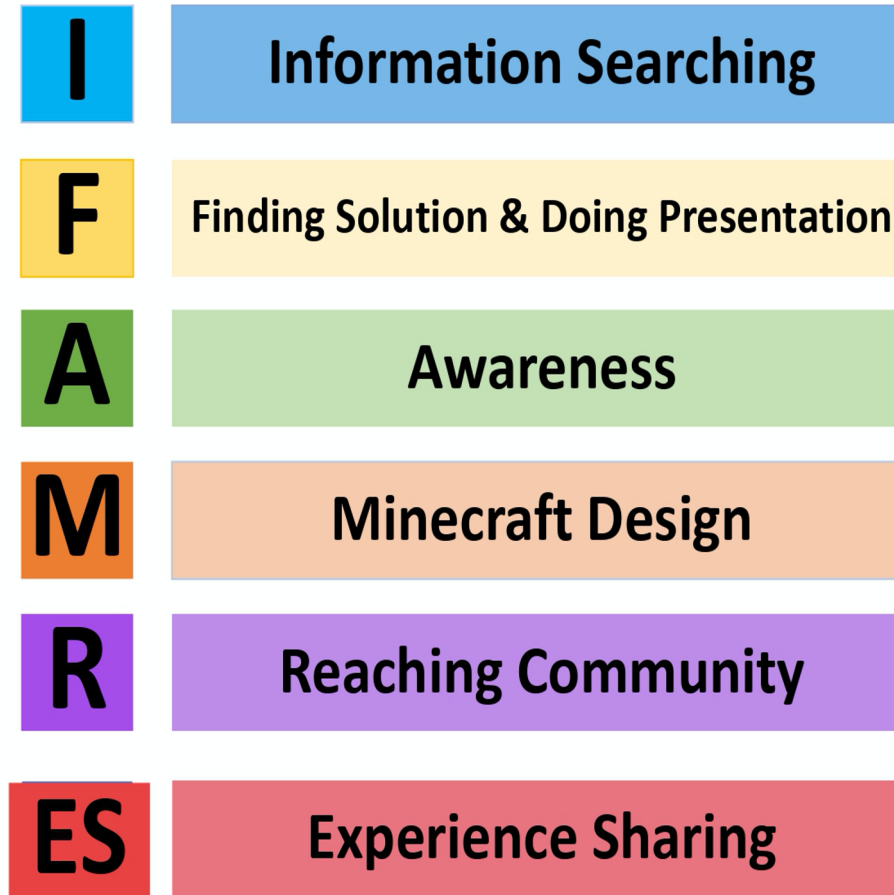 I Information Searching
F Finding Solution & Doing Presentation
A Awareness
M Minecraft Design
R Reaching Community
ES Experience Sharing